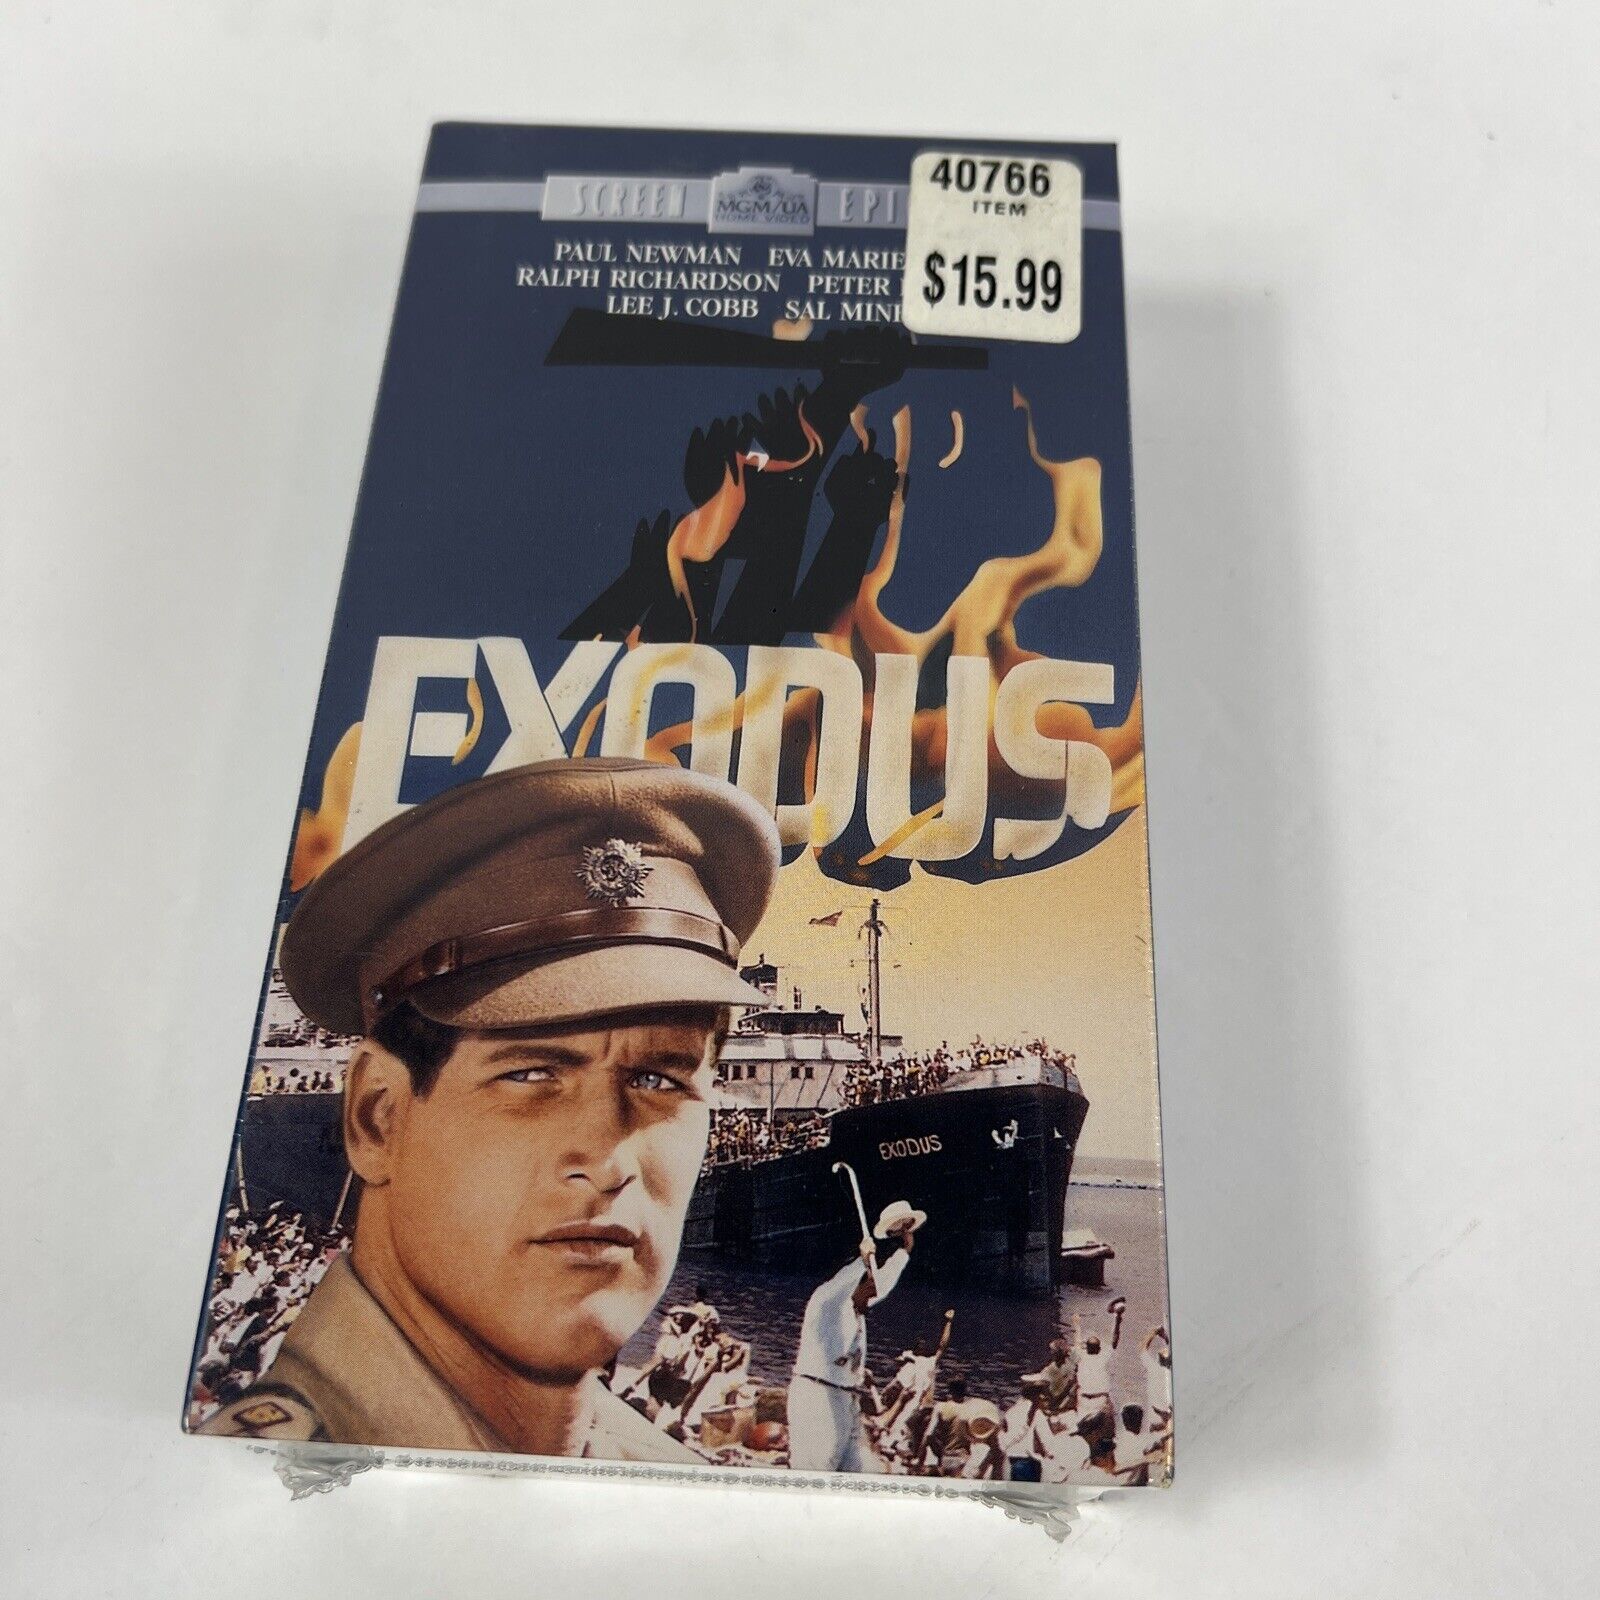 SCREEN MGM/UA EPI
HOME VIDEO
40766
ITEM
$15.99
PAUL NEWMAN EVA MARIE
RALPH RICHARDSON PETER
LEE J. COBB SAL MINE
EXODUS
EXODUS